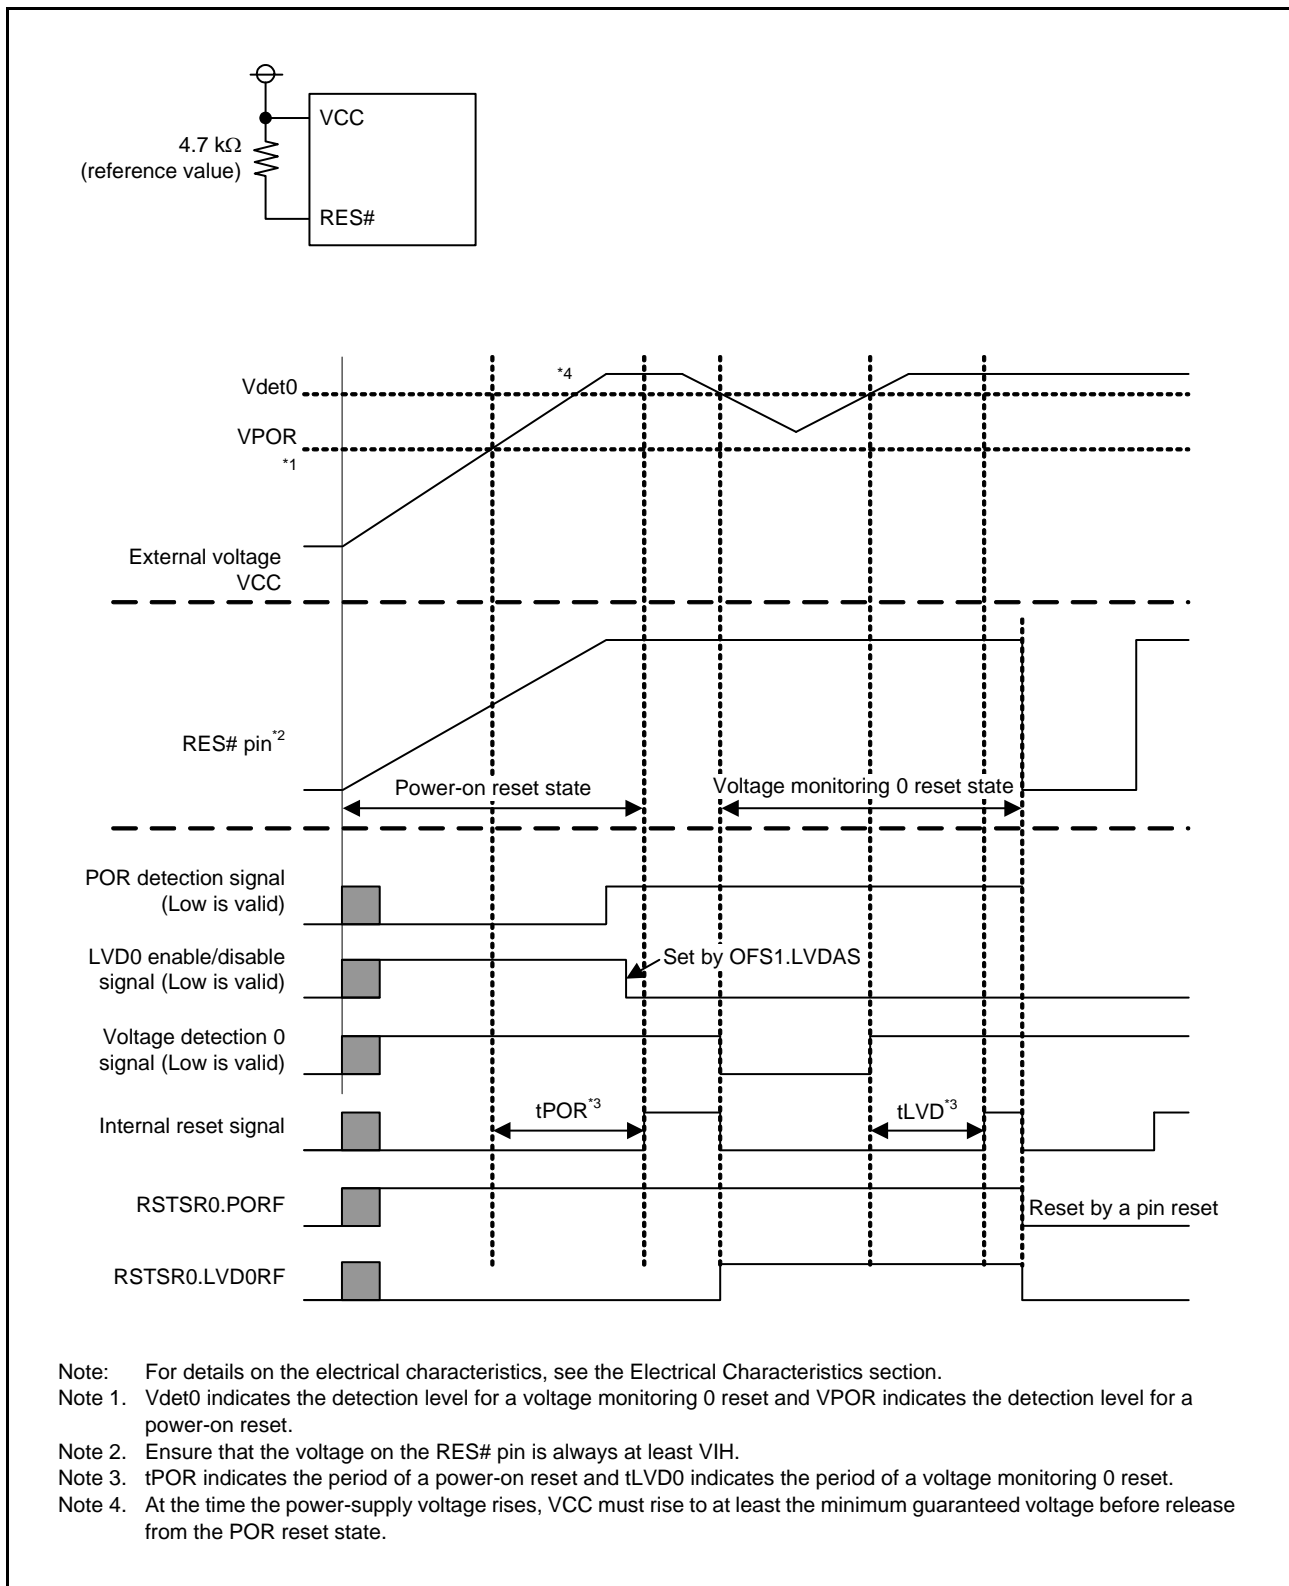 VCC
4.7 kΩ
(reference value)
RES#
*4
Vdet0
VPOR
*1
External voltage
VCC
RES# pin*2
Power-on reset state
Voltage monitoring 0 reset state
POR detection signal
(Low is valid)
LVD0 enable/disable
signal (Low is valid)
Set by OFS1.LVDAS
Voltage detection 0
signal (Low is valid)
Internal reset signal
tPOR*3
tLVD*3
RSTSR0.PORF
Reset by a pin reset
RSTSR0.LVD0RF
Note: For details on the electrical characteristics, see the Electrical Characteristics section.
Note 1. Vdet0 indicates the detection level for a voltage monitoring 0 reset and VPOR indicates the detection level for a
power-on reset.
Note 2. Ensure that the voltage on the RES# pin is always at least VIH.
Note 3. tPOR indicates the period of a power-on reset and tLVD0 indicates the period of a voltage monitoring 0 reset.
Note 4. At the time the power-supply voltage rises, VCC must rise to at least the minimum guaranteed voltage before release
from the POR reset state.